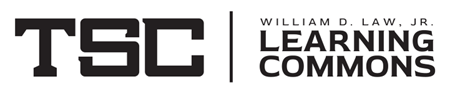 TSC
WILLIAM D. LAW, JR.
LEARNING
COMMONS